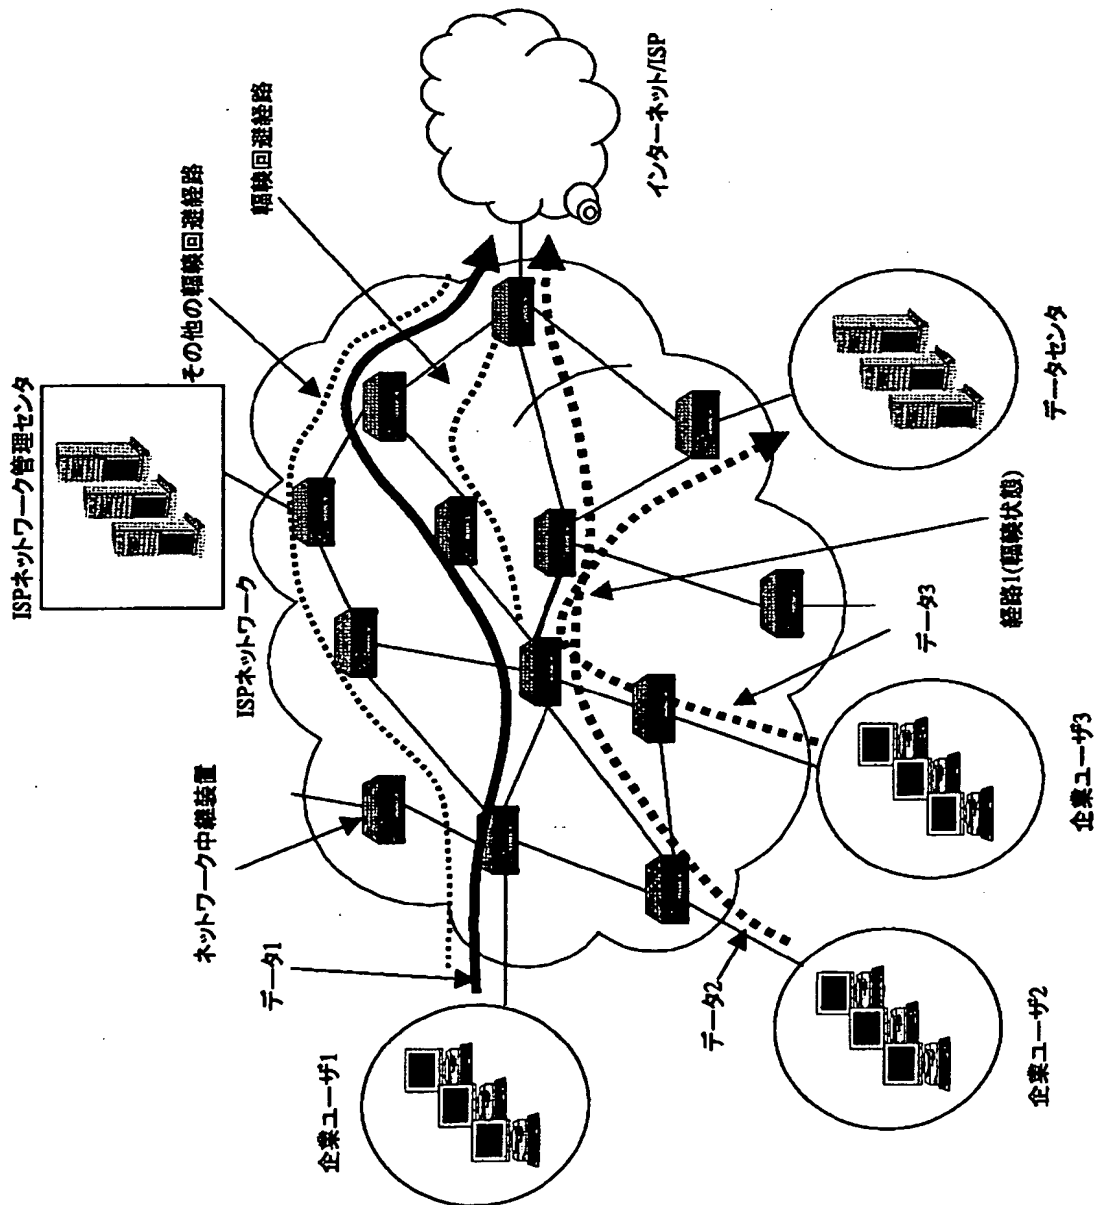 ISPネットワーク管理センタ
その他の輻輳回避経路
輻輳回避経路
インターネット/ISP
ISPネットワーク
ネットワーク中継装置
データ1
企業ユーザ1
データ2
企業ユーザ2
データ3
企業ユーザ3
経路1(輻輳状態)
データセンタ